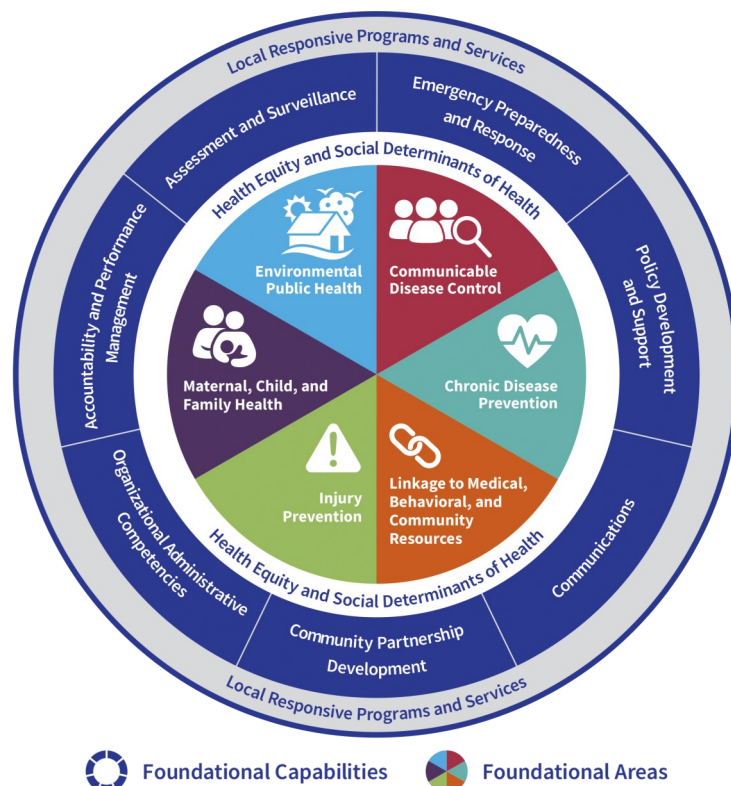 Local Responsive Programs and Services
Assessment and Surveillance
Emergency Preparedness
and Response
Health Equity and Social Determinants of Health
Accountability and Performance
Management
Policy Development
and Support
Environmental
Public Health
Communicable
Disease Control
Maternal, Child, and
Family Health
Chronic Disease
Prevention
Injury
Prevention
Linkage to Medical,
Behavioral, and
Community
Resources
Organizational Administrative
Competencies
Communications
Health Equity and Social Determinants of Health
Community Partnership
Development
Local Responsive Programs and Services
Foundational Capabilities
Foundational Areas